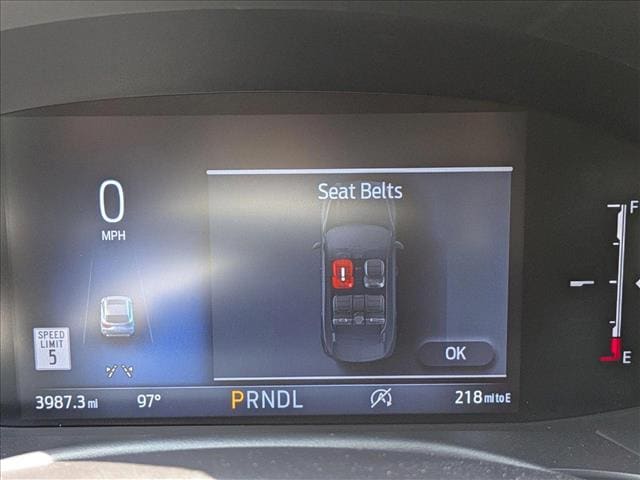 Seat Belts
0
MPH
SPEED
LIMIT
5
OK
3987.3 mi 97° PRNDL 218 mi to E
F
E